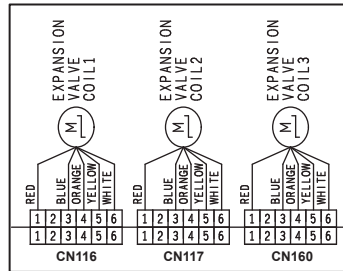 EXPANSION
VALVE
COIL1
M
RED
BLUE
ORANGE
YELLOW
WHITE
1 2 3 4 5 6
1 2 3 4 5 6
CN116
EXPANSION
VALVE
COIL2
M
RED
BLUE
ORANGE
YELLOW
WHITE
1 2 3 4 5 6
1 2 3 4 5 6
CN117
EXPANSION
VALVE
COIL3
M
RED
BLUE
ORANGE
YELLOW
WHITE
1 2 3 4 5 6
1 2 3 4 5 6
CN160